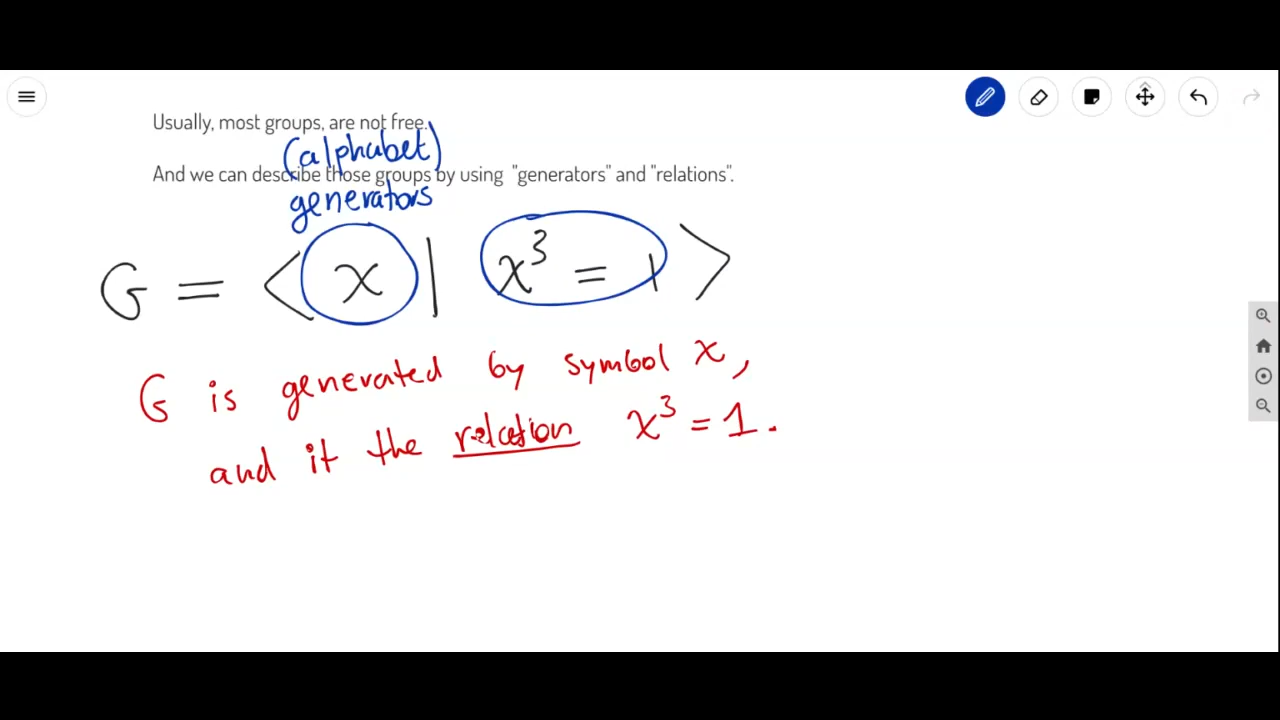 Usually, most groups, are not free.
(alphabet)
And we can describe those groups by using "generators" and "relations".
generators
G = < x | x³ = 1 >
G is generated by symbol x,
and it the relation x³ = 1.